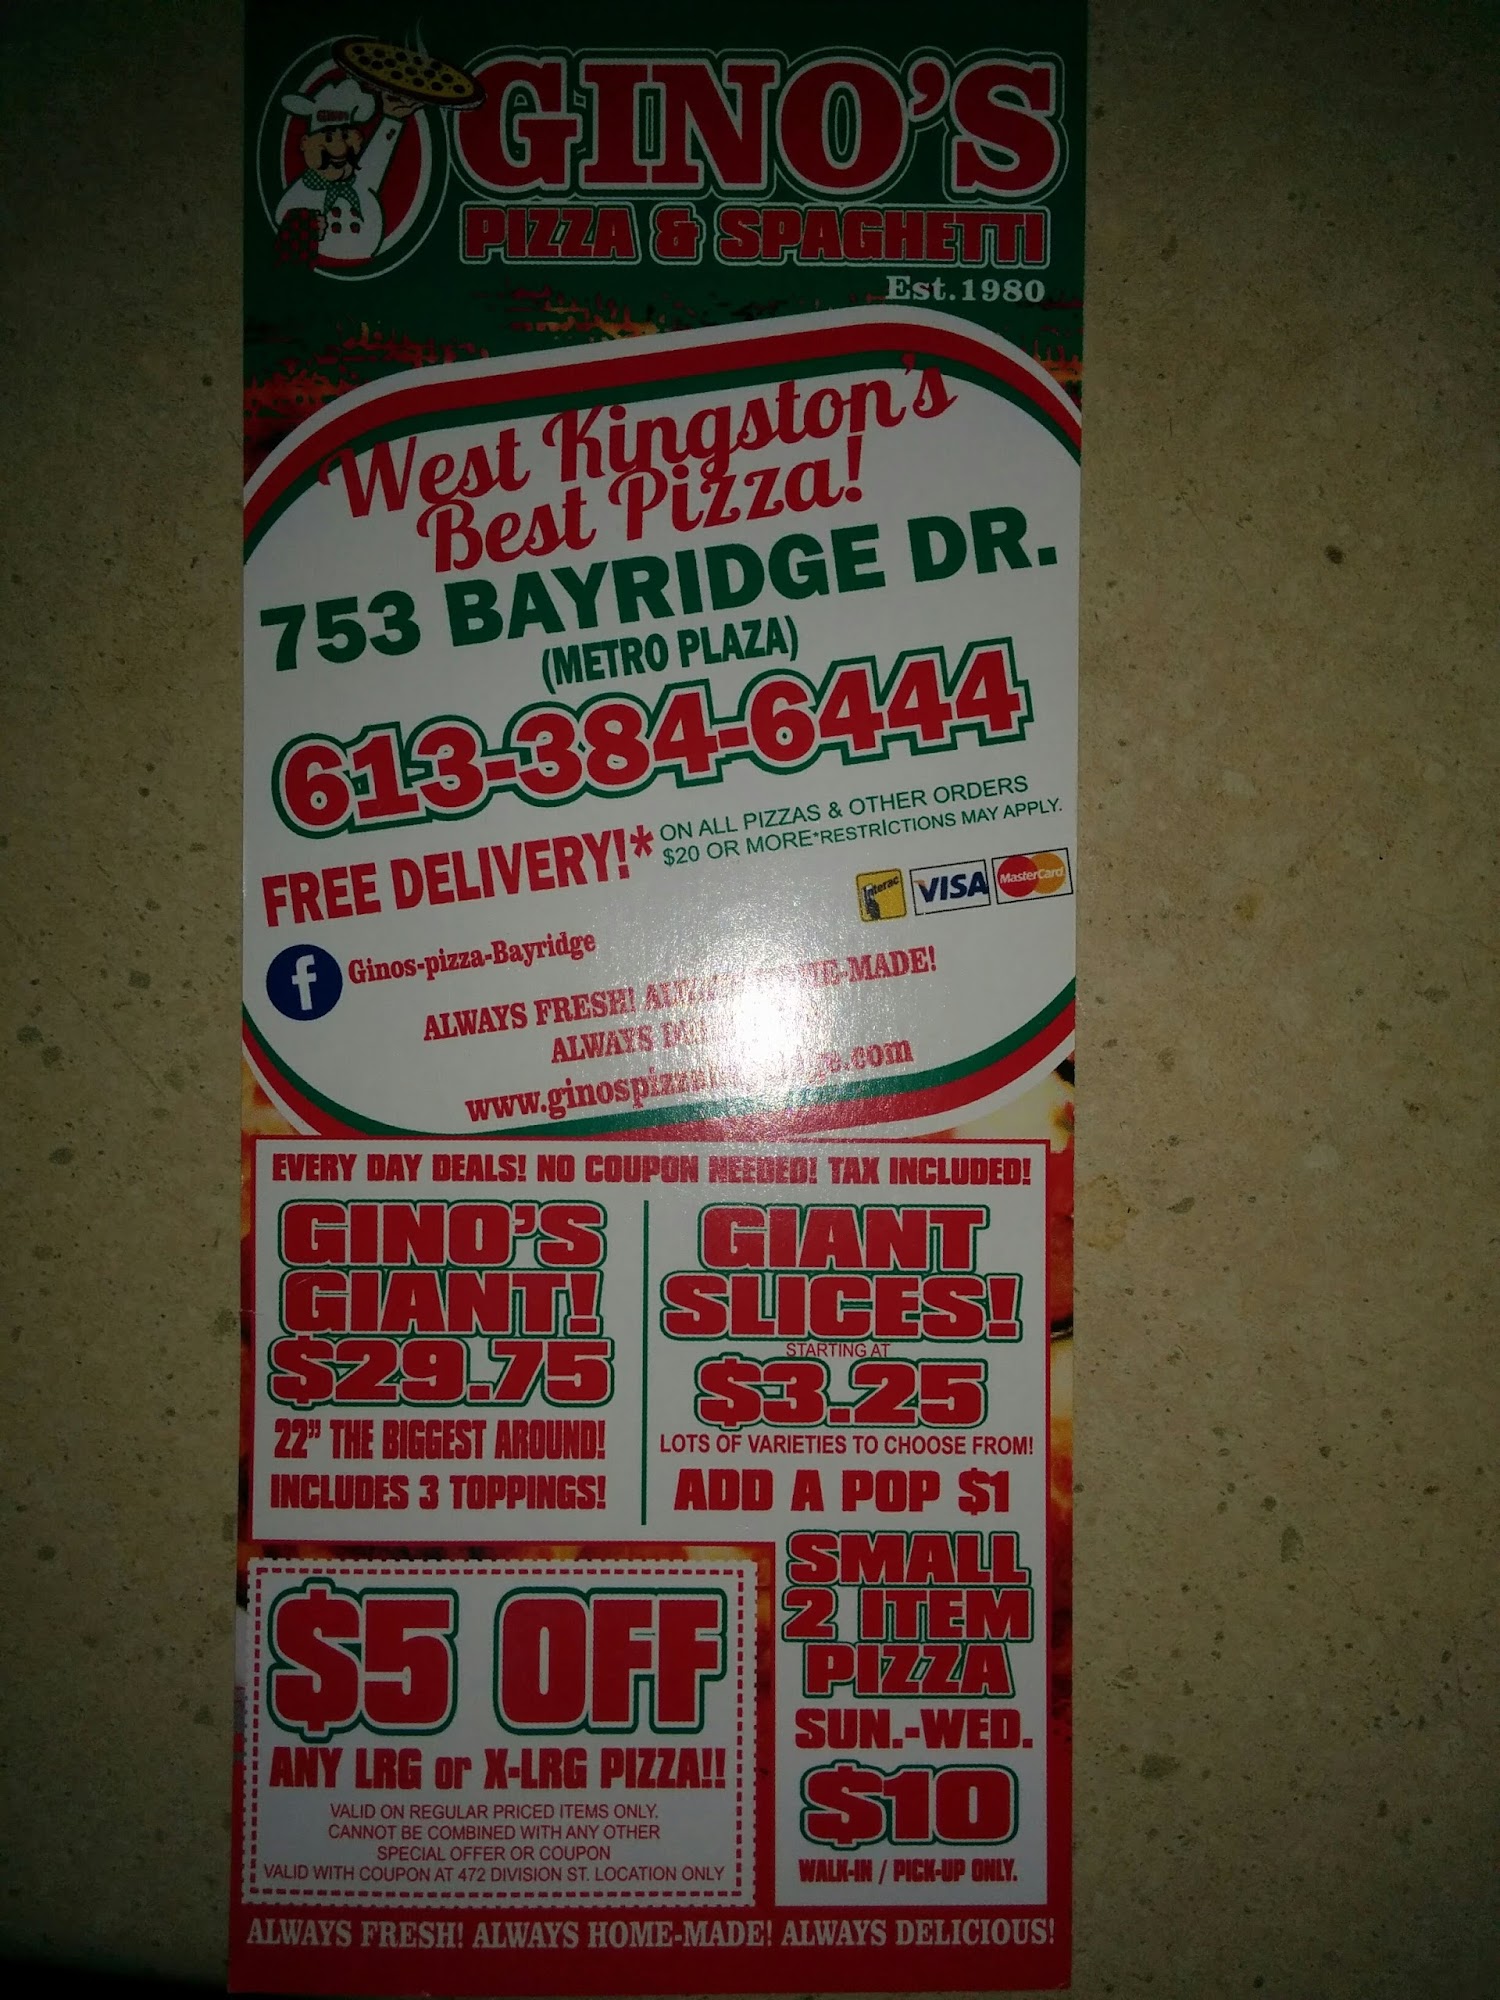 GINO'S
PIZZA & SPAGHETTI
Est.1980
West Kingston's
Best Pizza!
753 BAYRIDGE DR.
(METRO PLAZA)
613-384-6444
FREE DELIVERY!*
ON ALL PIZZAS & OTHER ORDERS
$20 OR MORE*RESTRICTIONS MAY APPLY.
Interac VISA MasterCard
f Ginos-pizza-Bayridge
ALWAYS FRESH!
ALWAYS
EVERY DAY DEALS! NO COUPON NEEDED! TAX INCLUDED!
GINO'S
GIANT!
$29.75
22" THE BIGGEST AROUND!
INCLUDES 3 TOPPINGS!
GIANT
SLICES!
STARTING AT
$3.25
LOTS OF VARIETIES TO CHOOSE FROM!
ADD A POP $1
$5 OFF
ANY LRG or X-LRG PIZZA!!
VALID ON REGULAR PRICED ITEMS ONLY.
CANNOT BE COMBINED WITH ANY OTHER
SPECIAL OFFER OR COUPON
VALID WITH COUPON AT 472 DIVISION ST. LOCATION ONLY
SMALL
2 ITEM
PIZZA
SUN.-WED.
$10
WALK-IN / PICK-UP ONLY.
ALWAYS FRESH! ALWAYS HOME-MADE! ALWAYS DELICIOUS!